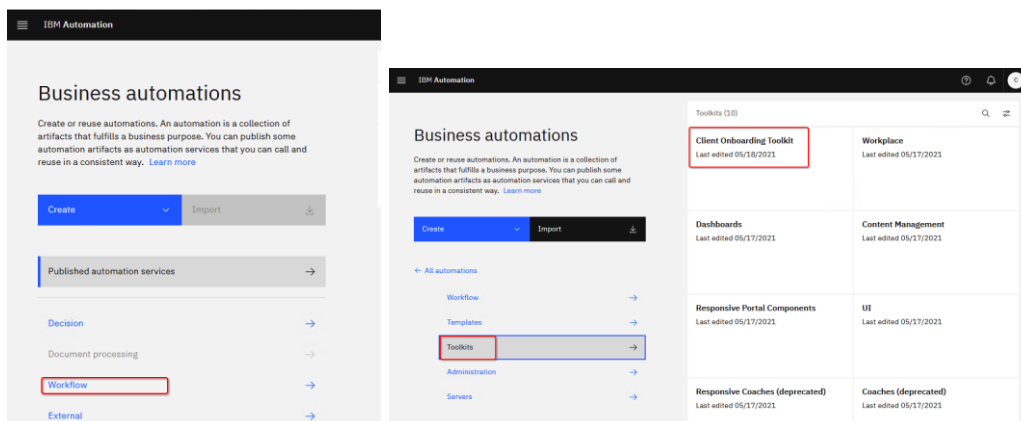 IBM Automation
Business automations
Create or reuse automations. An automation is a collection of
artifacts that fulfills a business purpose. You can publish some
automation artifacts as automation services that you can call and
reuse in a consistent way. Learn more
Create
Import
Published automation services
Decision
Document processing
Workflow
External
IBM Automation
C
Business automations
Create or reuse automations. An automation is a collection of
artifacts that fulfills a business purpose. You can publish some
automation artifacts as automation services that you can call and
reuse in a consistent way. Learn more
Create
Import
All automations
Workflow
Templates
Toolkits
Administration
Servers
Toolkits (10)
Client Onboarding Toolkit
Last edited 05/18/2021
Workplace
Last edited 05/17/2021
Dashboards
Last edited 05/17/2021
Content Management
Last edited 05/17/2021
Responsive Portal Components
Last edited 05/17/2021
UI
Last edited 05/17/2021
Responsive Coaches (deprecated)
Last edited 05/17/2021
Coaches (deprecated)
Last edited 05/17/2021